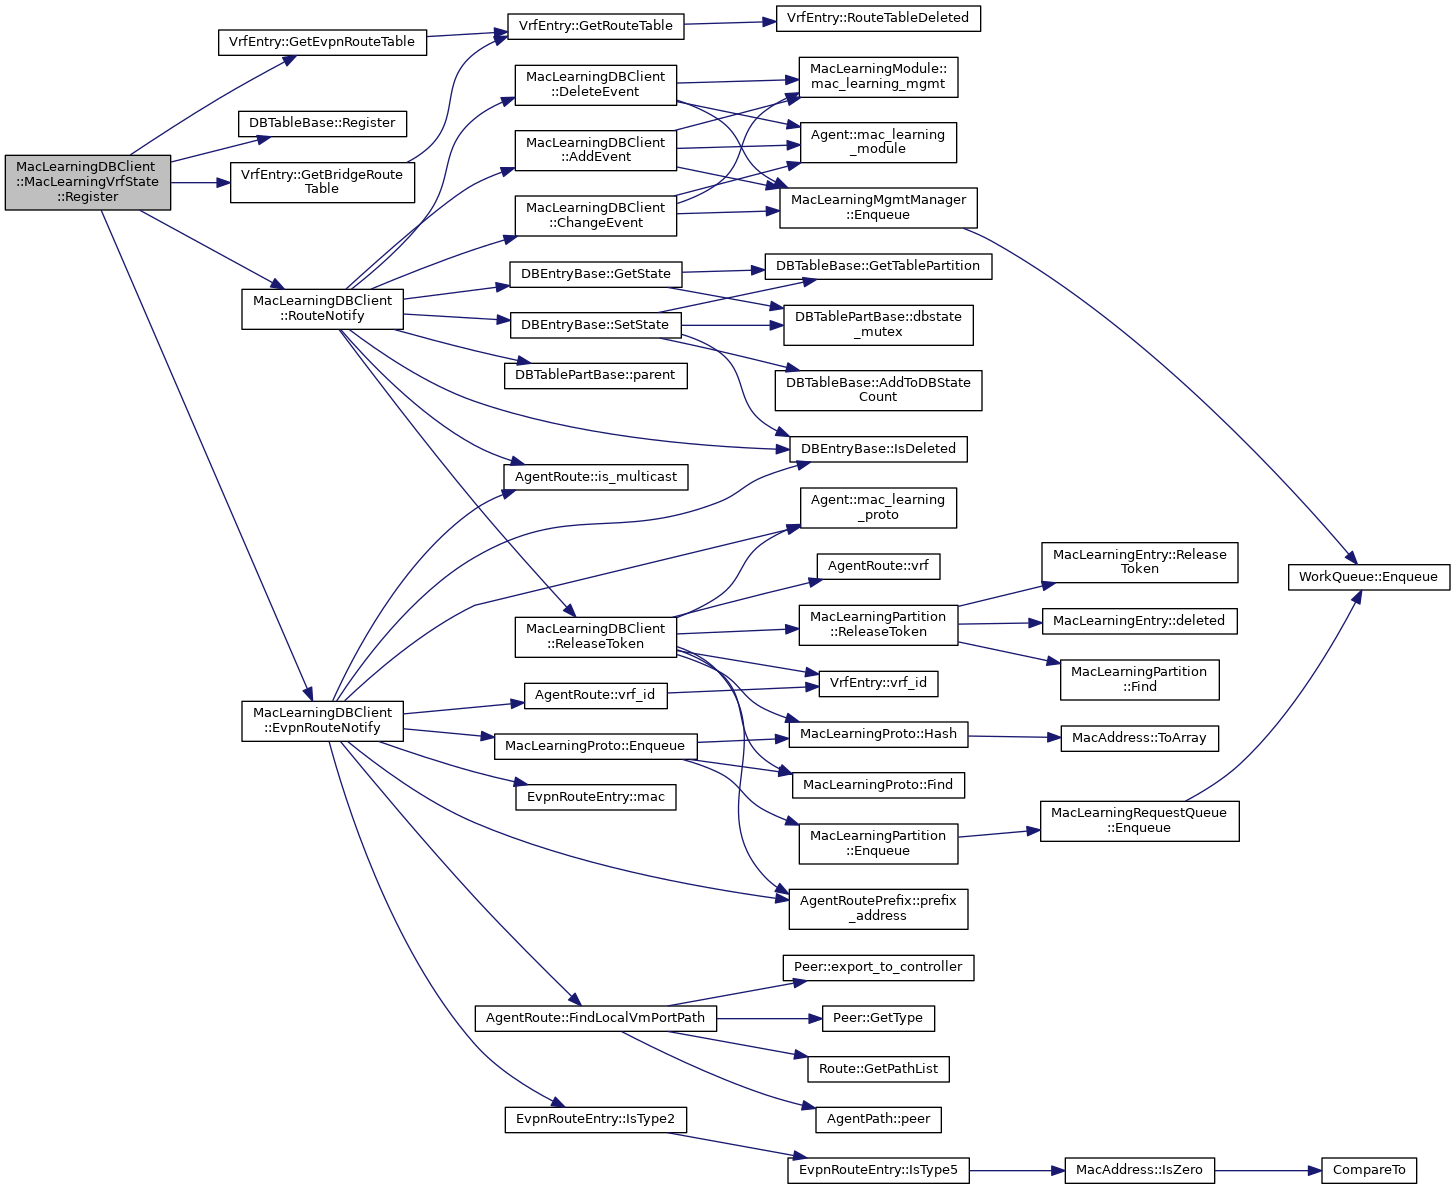 MacLearningDBClient
::MacLearningVrfState
::Register
VrfEntry::GetEvpnRouteTable
DBTableBase::Register
VrfEntry::GetBridgeRoute
Table
MacLearningDBClient
::RouteNotify
MacLearningDBClient
::EvpnRouteNotify
VrfEntry::GetRouteTable
MacLearningDBClient
::DeleteEvent
MacLearningDBClient
::AddEvent
MacLearningDBClient
::ChangeEvent
DBEntryBase::GetState
DBEntryBase::SetState
DBTablePartBase::parent
AgentRoute::is_multicast
MacLearningDBClient
::ReleaseToken
AgentRoute::vrf_id
MacLearningProto::Enqueue
EvpnRouteEntry::mac
AgentRoute::FindLocalVmPortPath
EvpnRouteEntry::IsType2
VrfEntry::RouteTableDeleted
MacLearningModule::
mac_learning_mgmt
Agent::mac_learning
_module
MacLearningMgmtManager
::Enqueue
DBTableBase::GetTablePartition
DBTablePartBase::dbstate
_mutex
DBTableBase::AddToDBState
Count
DBEntryBase::IsDeleted
Agent::mac_learning
_proto
AgentRoute::vrf
MacLearningPartition
::ReleaseToken
VrfEntry::vrf_id
MacLearningProto::Hash
MacLearningProto::Find
MacLearningPartition
::Enqueue
AgentRoutePrefix::prefix
_address
Peer::export_to_controller
Peer::GetType
Route::GetPathList
AgentPath::peer
EvpnRouteEntry::IsType5
MacLearningEntry::Release
Token
MacLearningEntry::deleted
MacLearningPartition
::Find
MacAddress::ToArray
MacLearningRequestQueue
::Enqueue
MacAddress::IsZero
WorkQueue::Enqueue
CompareTo